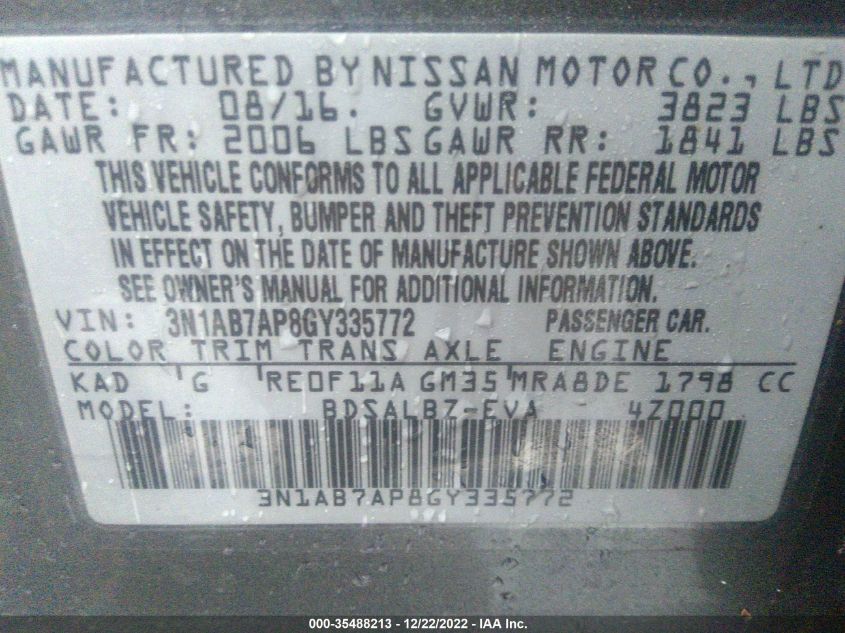 MANUFACTURED BY NISSAN MOTOR CO., LTD
DATE: 08/16. GVWR: 3823 LBS
GAWR FR: 2006 LBS GAWR RR: 1841 LBS
THIS VEHICLE CONFORMS TO ALL APPLICABLE FEDERAL MOTOR
VEHICLE SAFETY, BUMPER AND THEFT PREVENTION STANDARDS
IN EFFECT ON THE DATE OF MANUFACTURE SHOWN ABOVE.
SEE OWNER'S MANUAL FOR ADDITIONAL INFORMATION.
VIN: 3N1AB7AP8GY335772 PASSENGER CAR.
COLOR TRIM TRANS AXLE ENGINE
KAD 'G 'RE0F11A GM35'MRA8DE 1798 CC
MODEL: BDSALBZ-EVA 4Z000
3N1AB7AP8GY335772
000-35488213 - 12/22/2022 - IAA Inc.